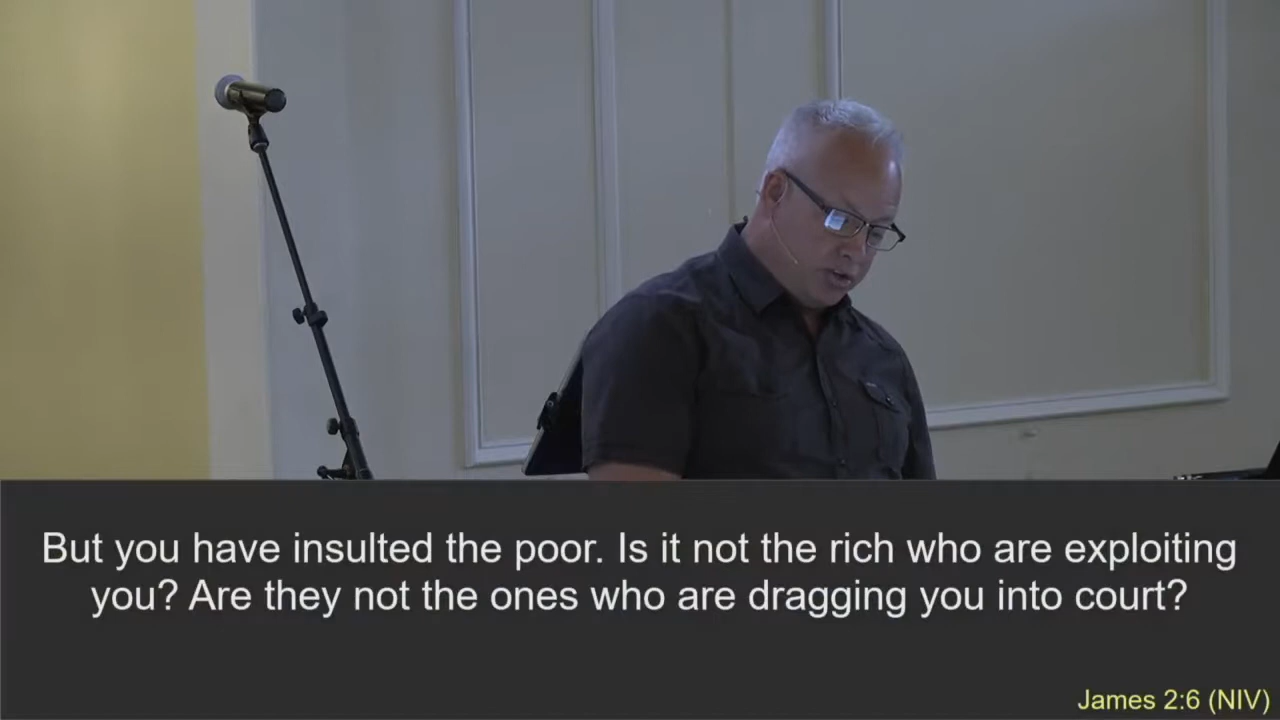 But you have insulted the poor. Is it not the rich who are exploiting
you? Are they not the ones who are dragging you into court?
James 2:6 (NIV)